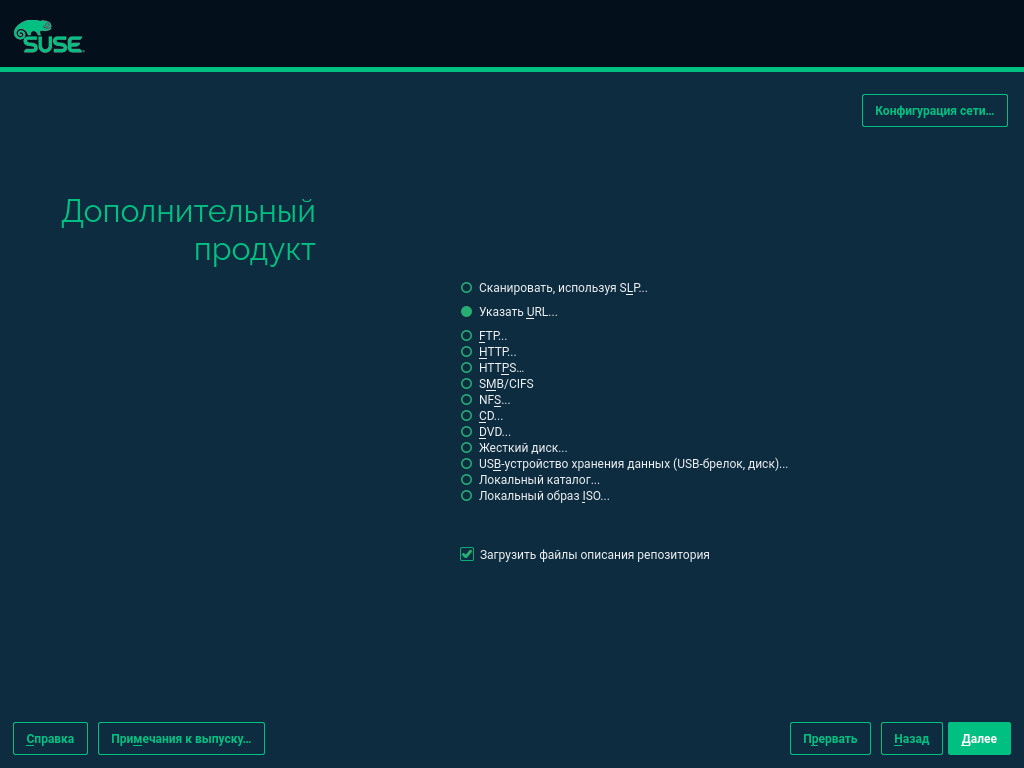 SUSE
Конфигурация сети...
Дополнительный
продукт
Сканировать, используя SLP...
Указать URL...
FTP...
HTTP...
HTTPS...
SMB/CIFS
NFS...
CD...
DVD...
Жесткий диск...
USB-устройство хранения данных (USB-брелок, диск)...
Локальный каталог...
Локальный образ ISO...
Загрузить файлы описания репозитория
Справка
Примечания к выпуску...
Прервать
Назад
Далее